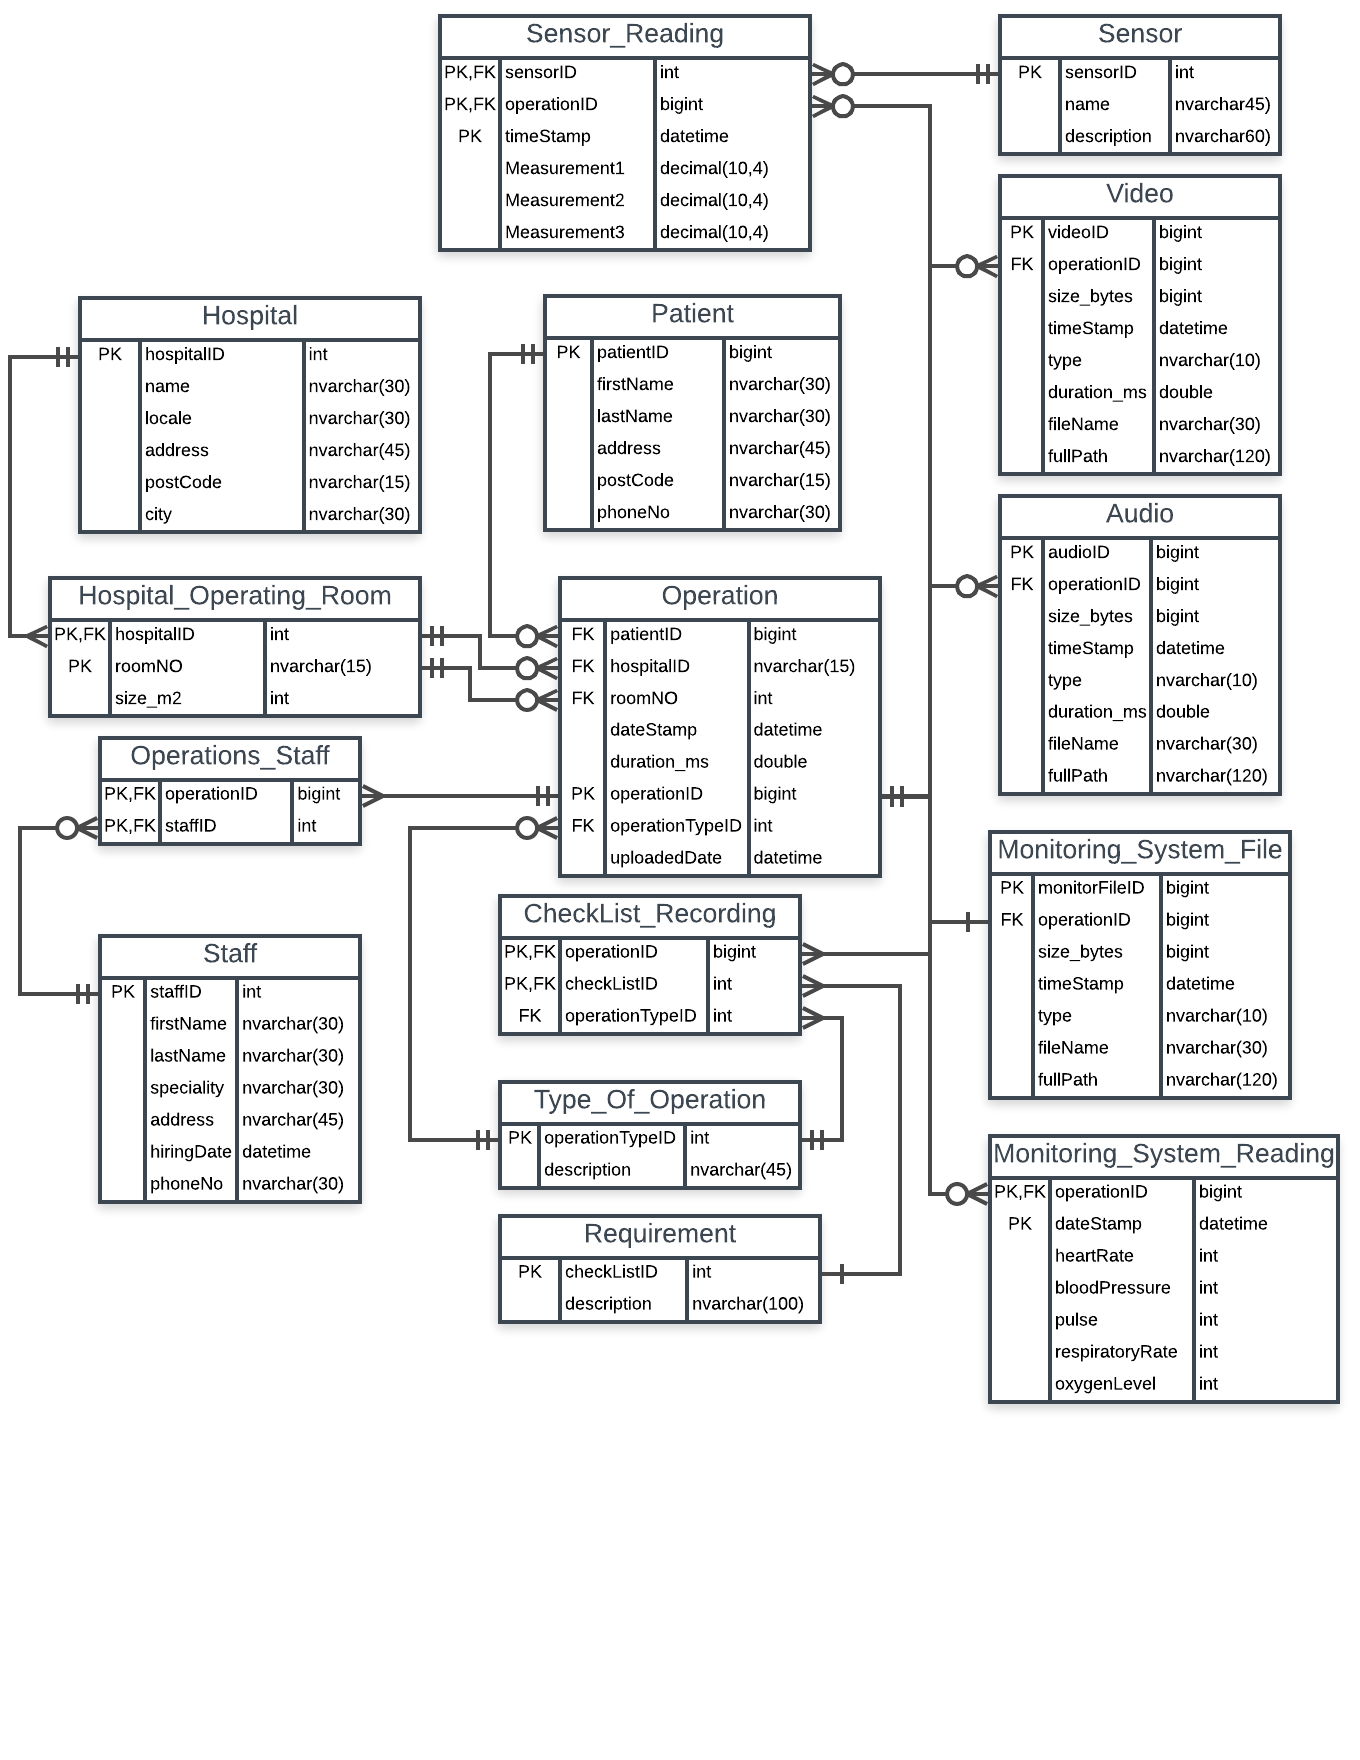 Sensor_Reading
PK,FK sensorID int
PK,FK operationID bigint
PK timeStamp datetime
Measurement1 decimal(10,4)
Measurement2 decimal(10,4)
Measurement3 decimal(10,4)
Sensor
PK sensorID int
name nvarchar45)
description nvarchar60)
Video
PK videoID bigint
FK operationID bigint
size_bytes bigint
timeStamp datetime
type nvarchar(10)
duration_ms double
fileName nvarchar(30)
fullPath nvarchar(120)
Hospital
PK hospitalID int
name nvarchar(30)
locale nvarchar(30)
address nvarchar(45)
postCode nvarchar(15)
city nvarchar(30)
Patient
PK patientID bigint
firstName nvarchar(30)
lastName nvarchar(30)
address nvarchar(45)
postCode nvarchar(15)
phoneNo nvarchar(30)
Audio
PK audioID bigint
FK operationID bigint
size_bytes bigint
timeStamp datetime
type nvarchar(10)
duration_ms double
fileName nvarchar(30)
fullPath nvarchar(120)
Hospital_Operating_Room
PK,FK hospitalID int
PK roomNO nvarchar(15)
size_m2 int
Operation
FK patientID bigint
FK hospitalID nvarchar(15)
FK roomNO int
dateStamp datetime
duration_ms double
PK operationID bigint
FK operationTypeID int
uploadedDate datetime
Operations_Staff
PK,FK operationID bigint
PK,FK staffID int
Monitoring_System_File
PK monitorFileID bigint
FK operationID bigint
size_bytes bigint
timeStamp datetime
type nvarchar(10)
fileName nvarchar(30)
fullPath nvarchar(120)
CheckList_Recording
PK,FK operationID bigint
PK,FK checkListID int
FK operationTypeID int
Staff
PK staffID int
firstName nvarchar(30)
lastName nvarchar(30)
speciality nvarchar(30)
address nvarchar(45)
hiringDate datetime
phoneNo nvarchar(30)
Type_Of_Operation
PK operationTypeID int
description nvarchar(45)
Monitoring_System_Reading
PK,FK operationID bigint
PK dateStamp datetime
heartRate int
bloodPressure int
pulse int
respiratoryRate int
oxygenLevel int
Requirement
PK checkListID int
description nvarchar(100)